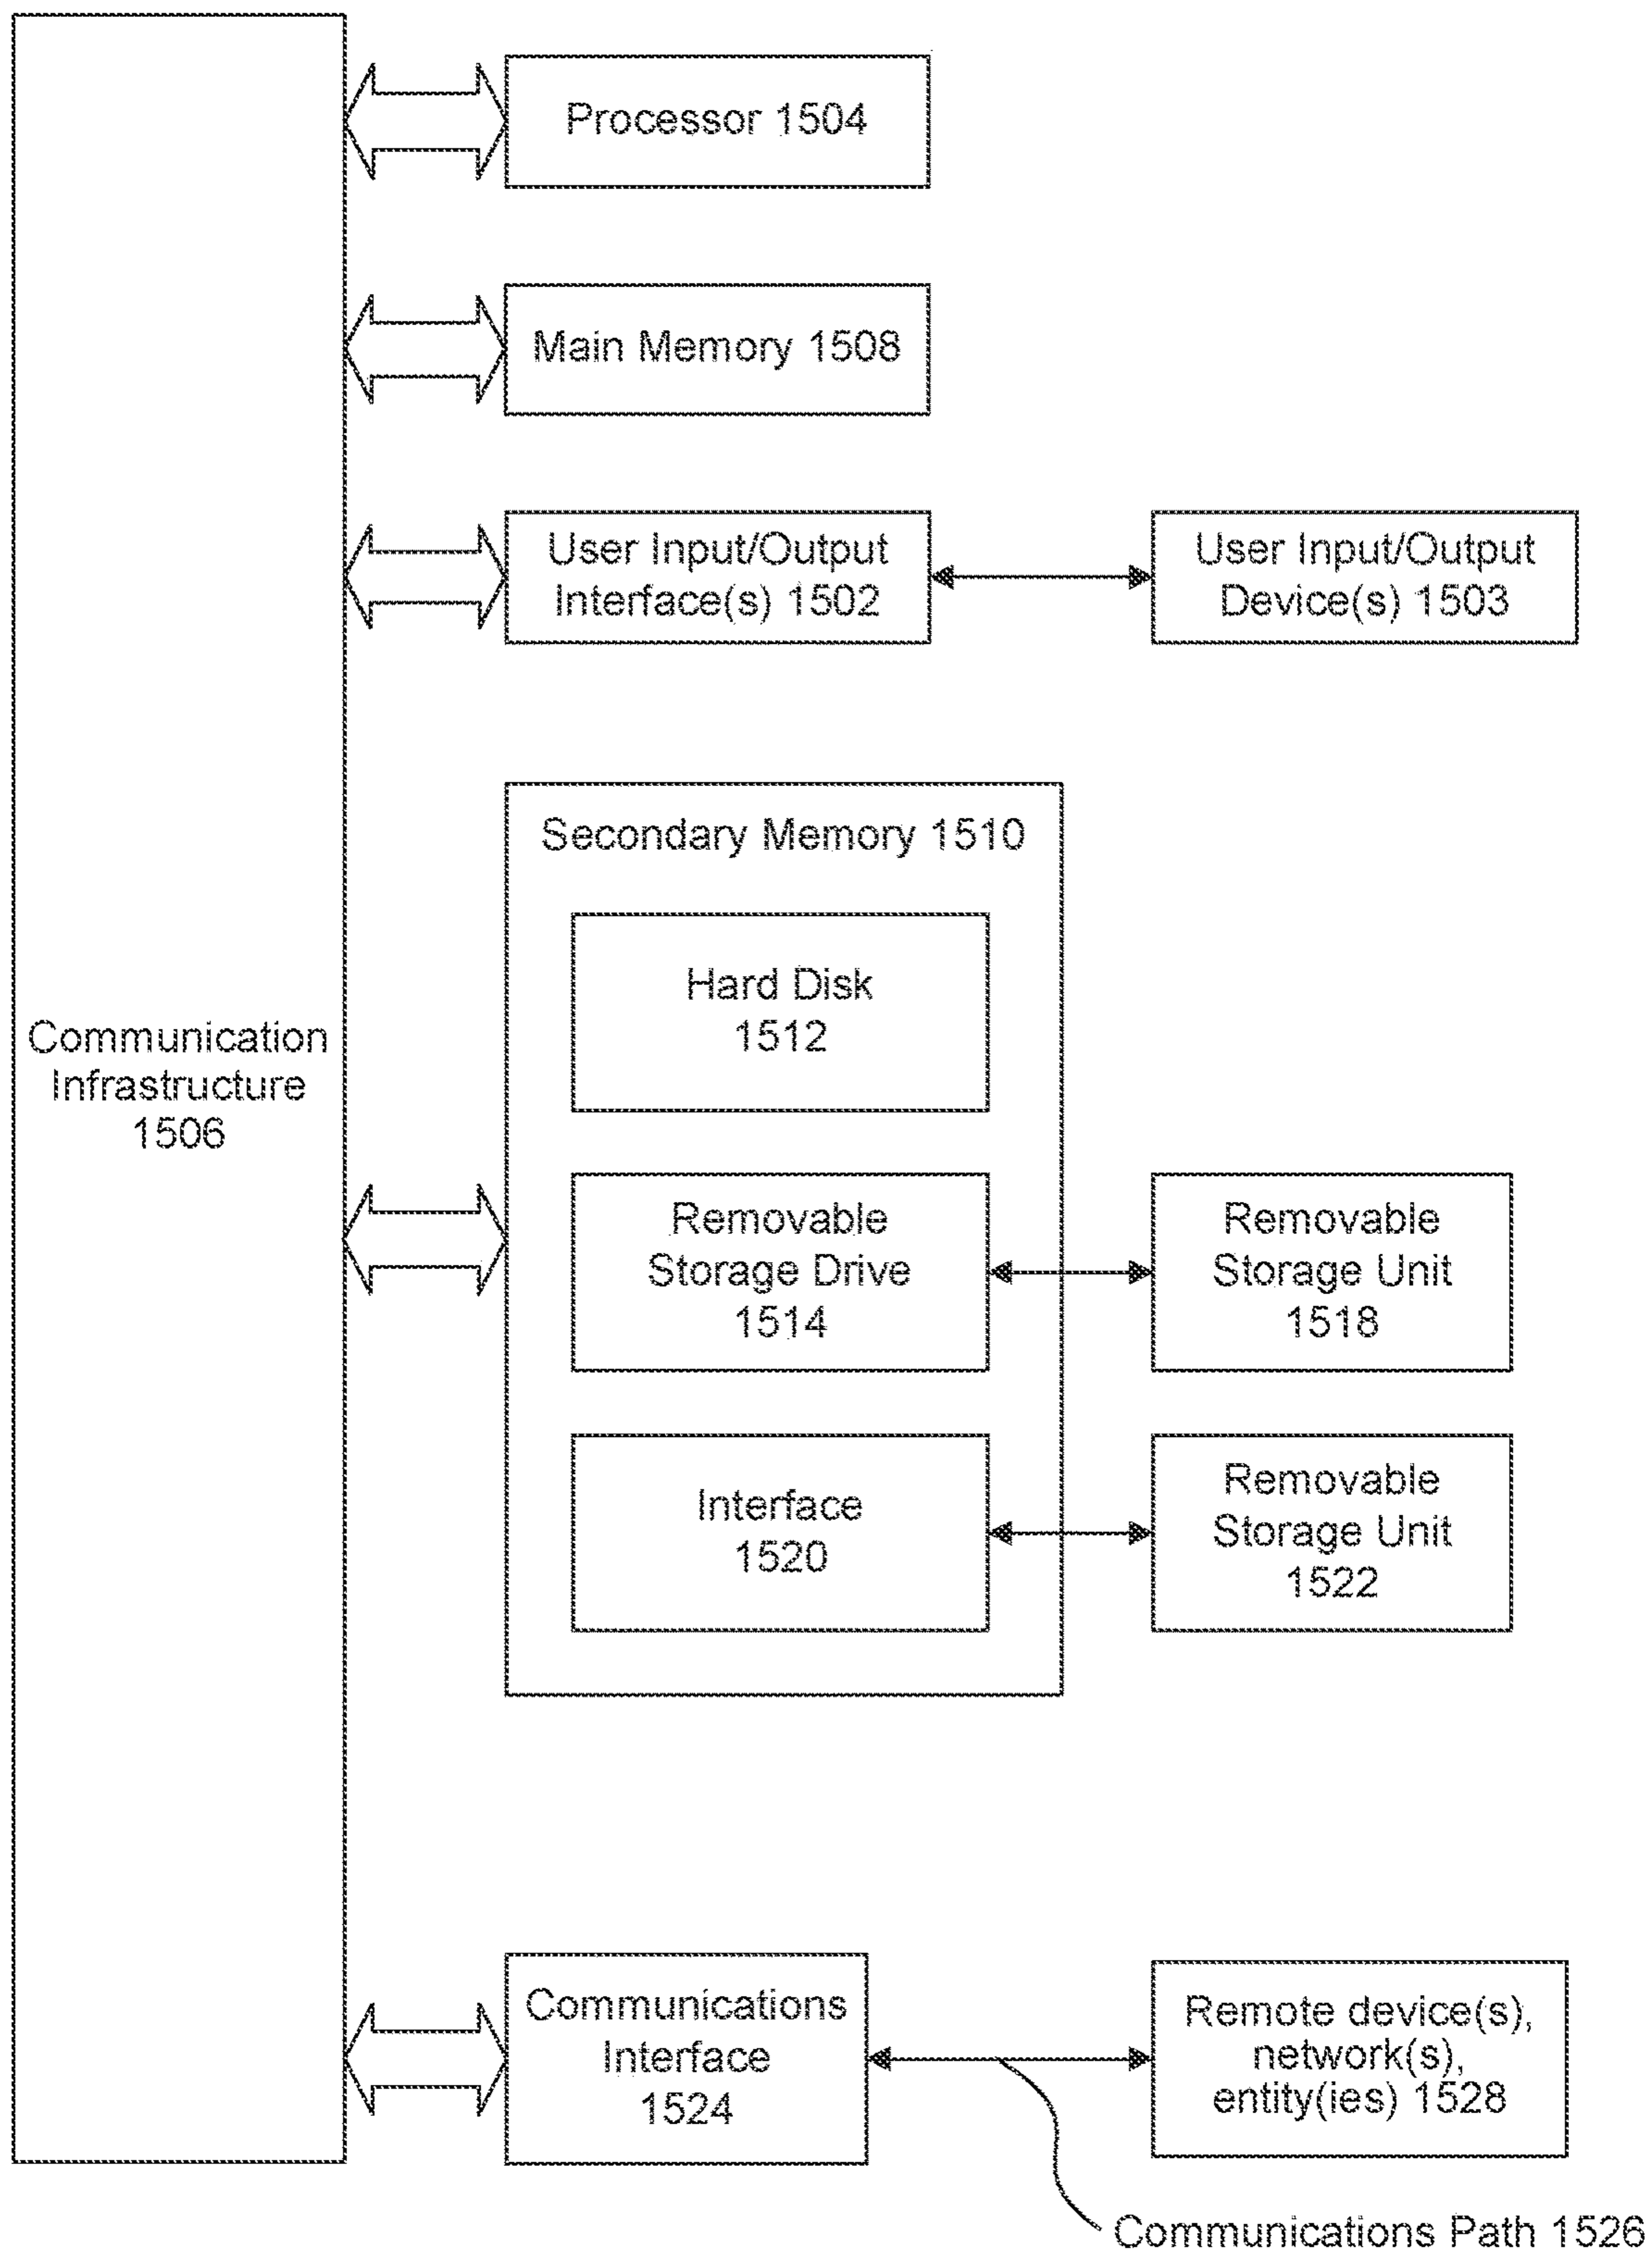 Processor 1504
Main Memory 1508
User Input/Output
Interface(s) 1502
User Input/Output
Device(s) 1503
Secondary Memory 1510
Hard Disk
1512
Communication
Infrastructure
1506
Removable
Storage Drive
1514
Removable
Storage Unit
1518
Interface
1520
Removable
Storage Unit
1522
Communications
Interface
1524
Remote device(s),
network(s),
entity(ies) 1528
Communications Path 1526